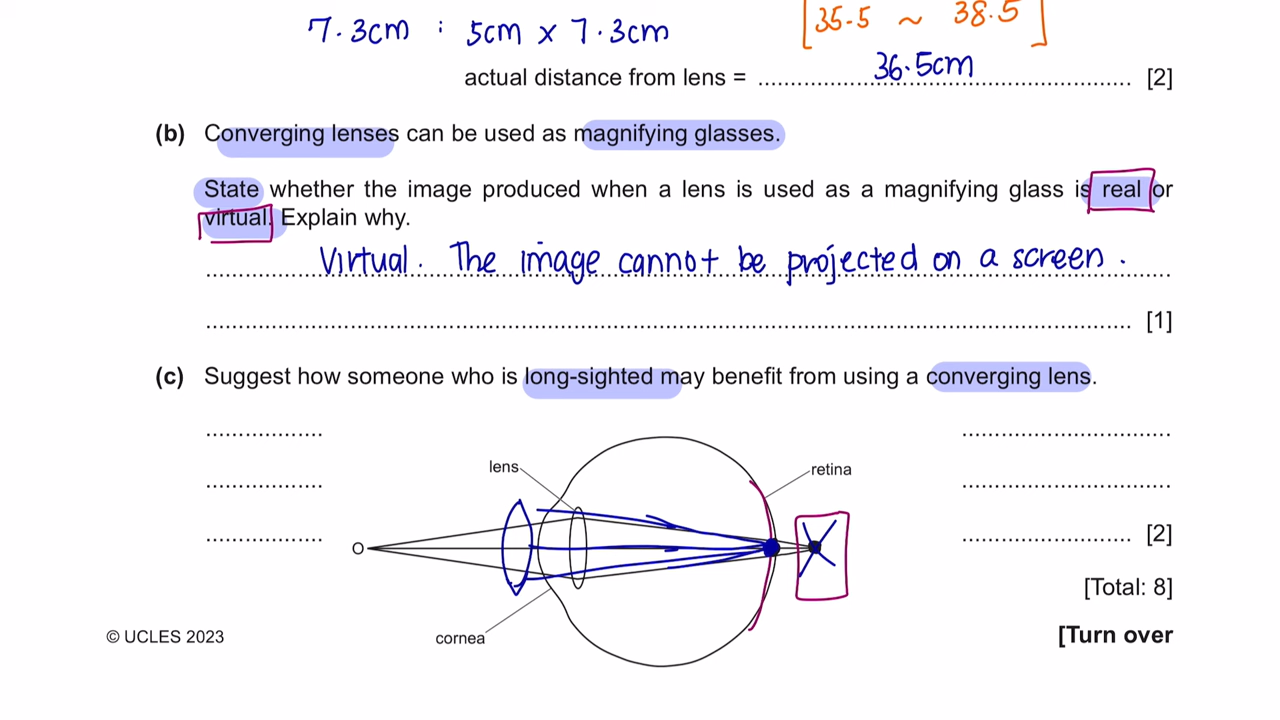 7.3cm : 5cm x 7.3cm
[35.5 ~ 38.5]
actual distance from lens = ........ 36.5cm ........ [2]
(b) Converging lenses can be used as magnifying glasses.
State whether the image produced when a lens is used as a magnifying glass is real or
virtual. Explain why.
Virtual. The image cannot be projected on a screen.
[1]
(c) Suggest how someone who is long-sighted may benefit from using a converging lens.
lens
retina
O
[2]
[Total: 8]
cornea
© UCLES 2023
[Turn over